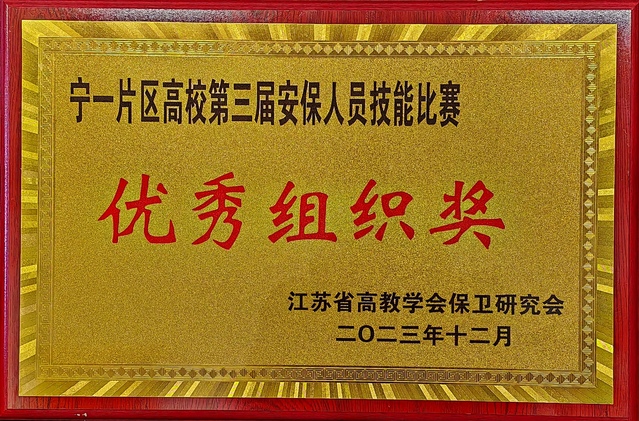 宁一片区高校第三届安保人员技能比赛
优秀组织奖
江苏省高教学会保卫研究会
二〇二三年十二月